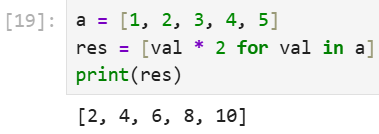 [19]: a = [1, 2, 3, 4, 5]
res = [val * 2 for val in a]
print(res)
[2, 4, 6, 8, 10]